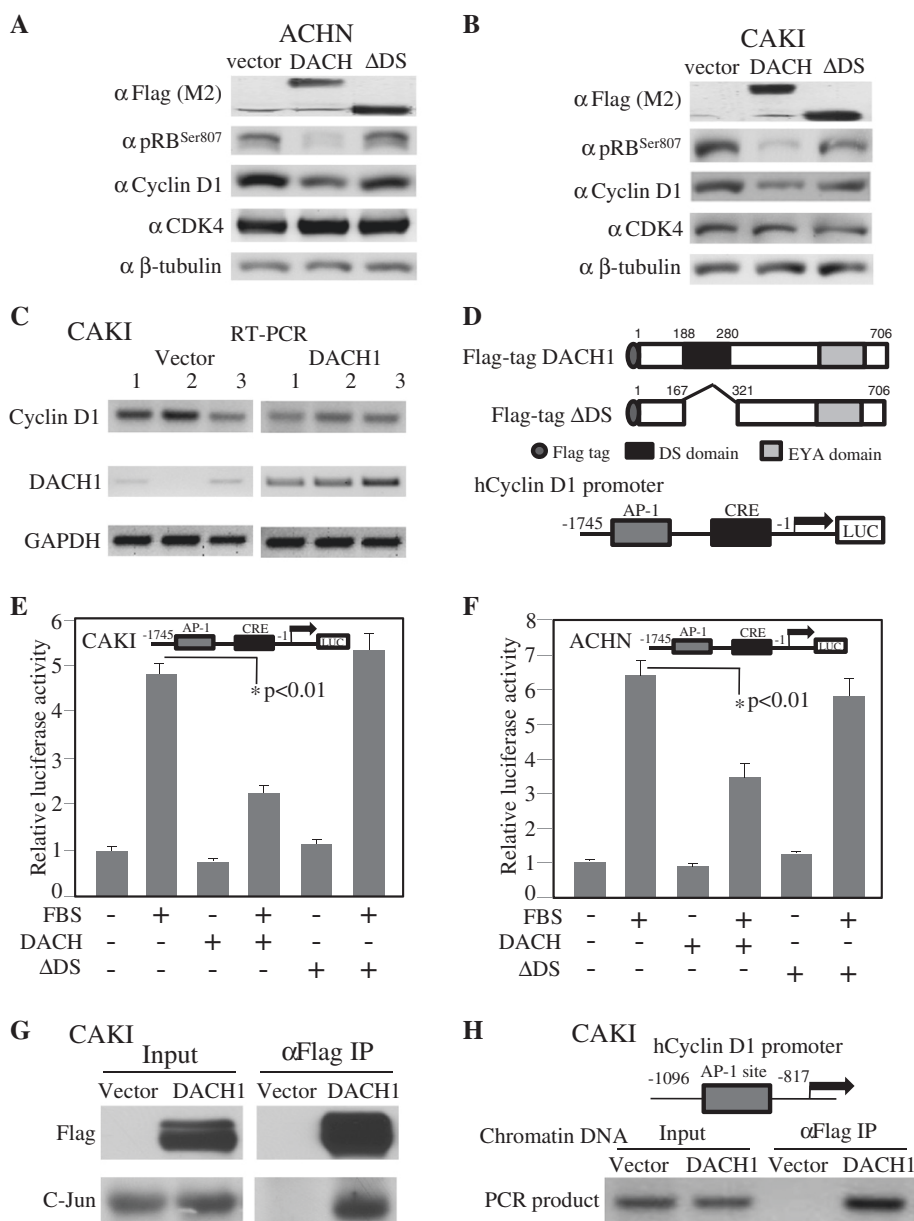 A
ACHN
vector DACH ΔDS
α Flag (M2)
α pRB^Ser807
α Cyclin D1
α CDK4
α β-tubulin
B
CAKI
vector DACH ΔDS
α Flag (M2)
α pRB^Ser807
α Cyclin D1
α CDK4
α β-tubulin
C
CAKI RT-PCR
Vector DACH1
1 2 3 1 2 3
Cyclin D1
DACH1
GAPDH
D
1 188 280 706
Flag-tag DACH1
1 167 321 706
Flag-tag ΔDS
Flag tag DS domain EYA domain
hCyclin D1 promoter
-1745 AP-1 CRE -1 LUC
E
CAKI
-1745 AP-1 CRE -1 LUC
* p<0.01
Relative luciferase activity
6
5
4
3
2
1
0
FBS - + - + - +
DACH - - + + - -
ΔDS - - - - + +
F
ACHN
-1745 AP-1 CRE -1 LUC
* p<0.01
Relative luciferase activity
8
7
6
5
4
3
2
1
0
FBS - + - + - +
DACH - - + + - -
ΔDS - - - - + +
G
CAKI
Input αFlag IP
Vector DACH1 Vector DACH1
Flag
C-Jun
H
CAKI
hCyclin D1 promoter
-1096 AP-1 site -817
Chromatin DNA Input αFlag IP
Vector DACH1 Vector DACH1
PCR product